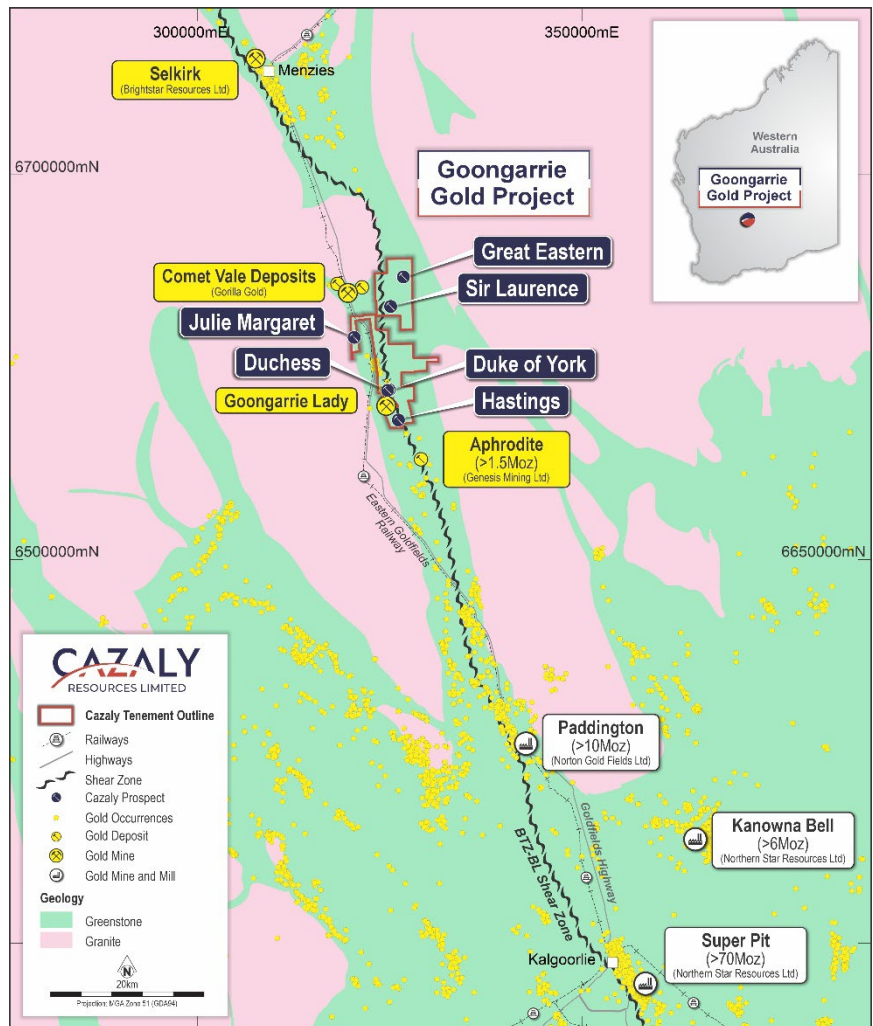 300000mE
350000mE
Selkirk
(Brightstar Resources Ltd)
Menzies
Western
Australia
Goongarrie
Gold Project
6700000mN
Goongarrie
Gold Project
Great Eastern
Comet Vale Deposits
(Gorilla Gold)
Sir Laurence
Julie Margaret
Duchess
Duke of York
Goongarrie Lady
Hastings
Aphrodite
(>1.5Moz)
(Genesis Mining Ltd)
Eastern Goldfields
Railway
6500000mN
6650000mN
CAZALY
RESOURCES LIMITED
Cazaly Tenement Outline
Railways
Highways
Shear Zone
Cazaly Prospect
Gold Occurrences
Gold Deposit
Gold Mine
Gold Mine and Mill
Geology
Greenstone
Granite
N
20km
Projection: MGA Zone 51 (GDA94)
Paddington
(>10Moz)
(Norton Gold Fields Ltd)
Goldfields Highway
BTZ-BL Shear Zone
Kanowna Bell
(>6Moz)
(Northern Star Resources Ltd)
Super Pit
(>70Moz)
(Northern Star Resources Ltd)
Kalgoorlie